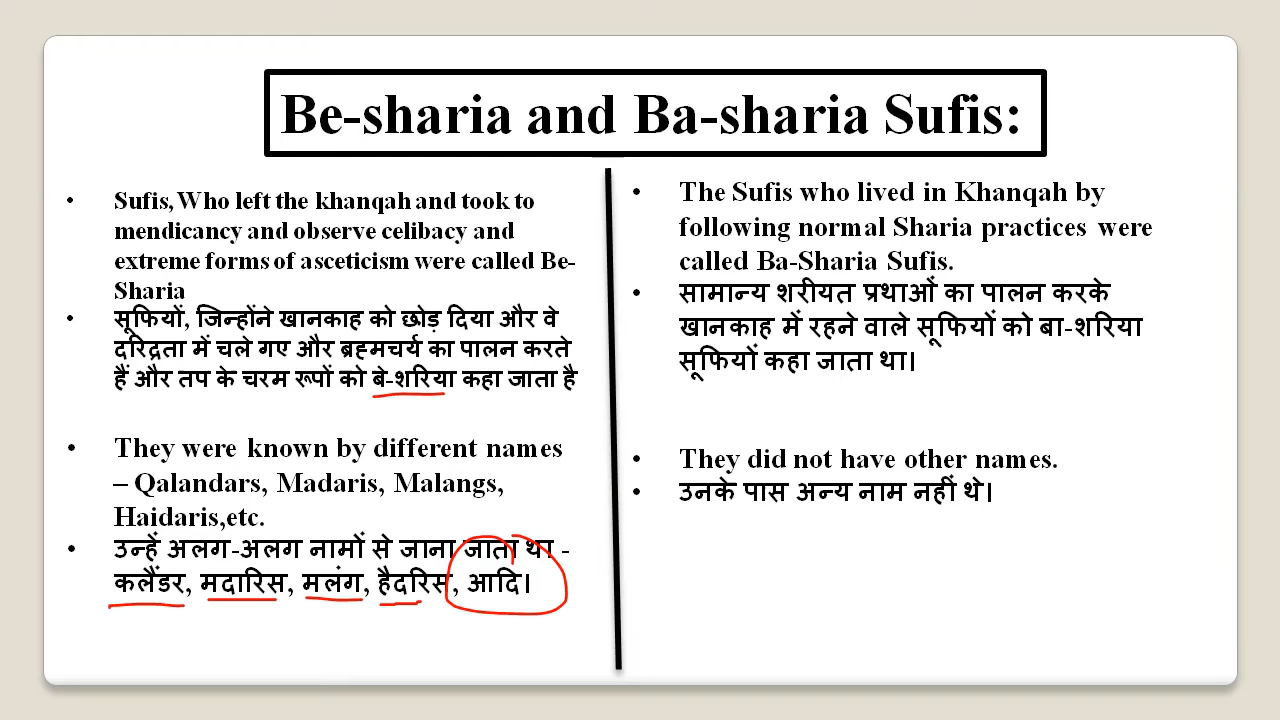 Be-sharia and Ba-sharia Sufis:
• Sufis, Who left the khanqah and took to
mendicancy and observe celibacy and
extreme forms of asceticism were called Be-
Sharia
• सूफियों, जिन्होंने खानकाह को छोड़ दिया और वे
दरिद्रता में चले गए और ब्रह्मचर्य का पालन करते
हैं और तप के चरम रूपों को बे-शरिया कहा जाता है
• They were known by different names
– Qalandars, Madaris, Malangs,
Haidaris,etc.
• उन्हें अलग-अलग नामों से जाना जाता था -
कलैंडर, मदारिस, मलंग, हैदरिस, आदि।
• The Sufis who lived in Khanqah by
following normal Sharia practices were
called Ba-Sharia Sufis.
• सामान्य शरीयत प्रथाओं का पालन करके
खानकाह में रहने वाले सूफियों को बा-शरिया
सूफियों कहा जाता था।
• They did not have other names.
• उनके पास अन्य नाम नहीं थे।